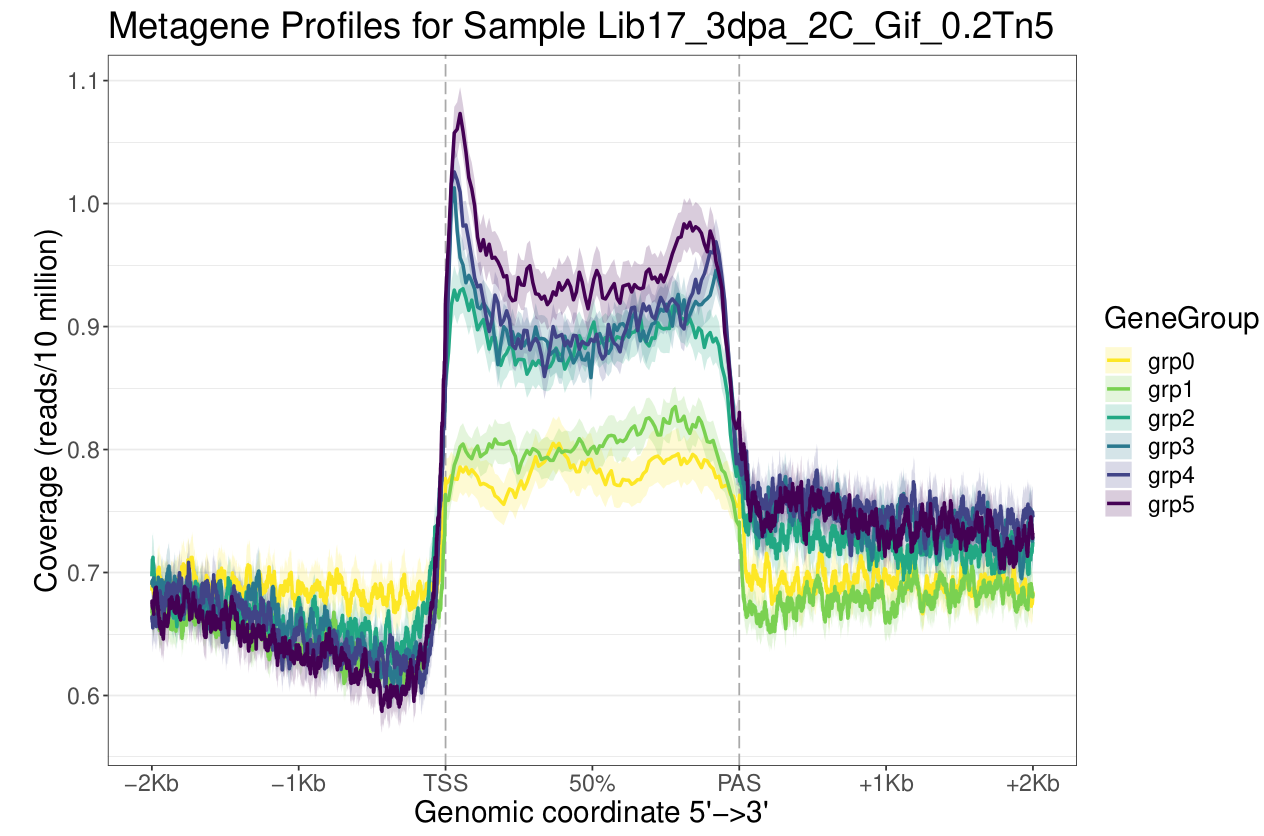 Metagene Profiles for Sample Lib17_3dpa_2C_Gif_0.2Tn5
Coverage (reads/10 million)
1.1
1.0
0.9
0.8
0.7
0.6
−2Kb −1Kb TSS 50% PAS +1Kb +2Kb
Genomic coordinate 5'−>3'
GeneGroup
grp0
grp1
grp2
grp3
grp4
grp5